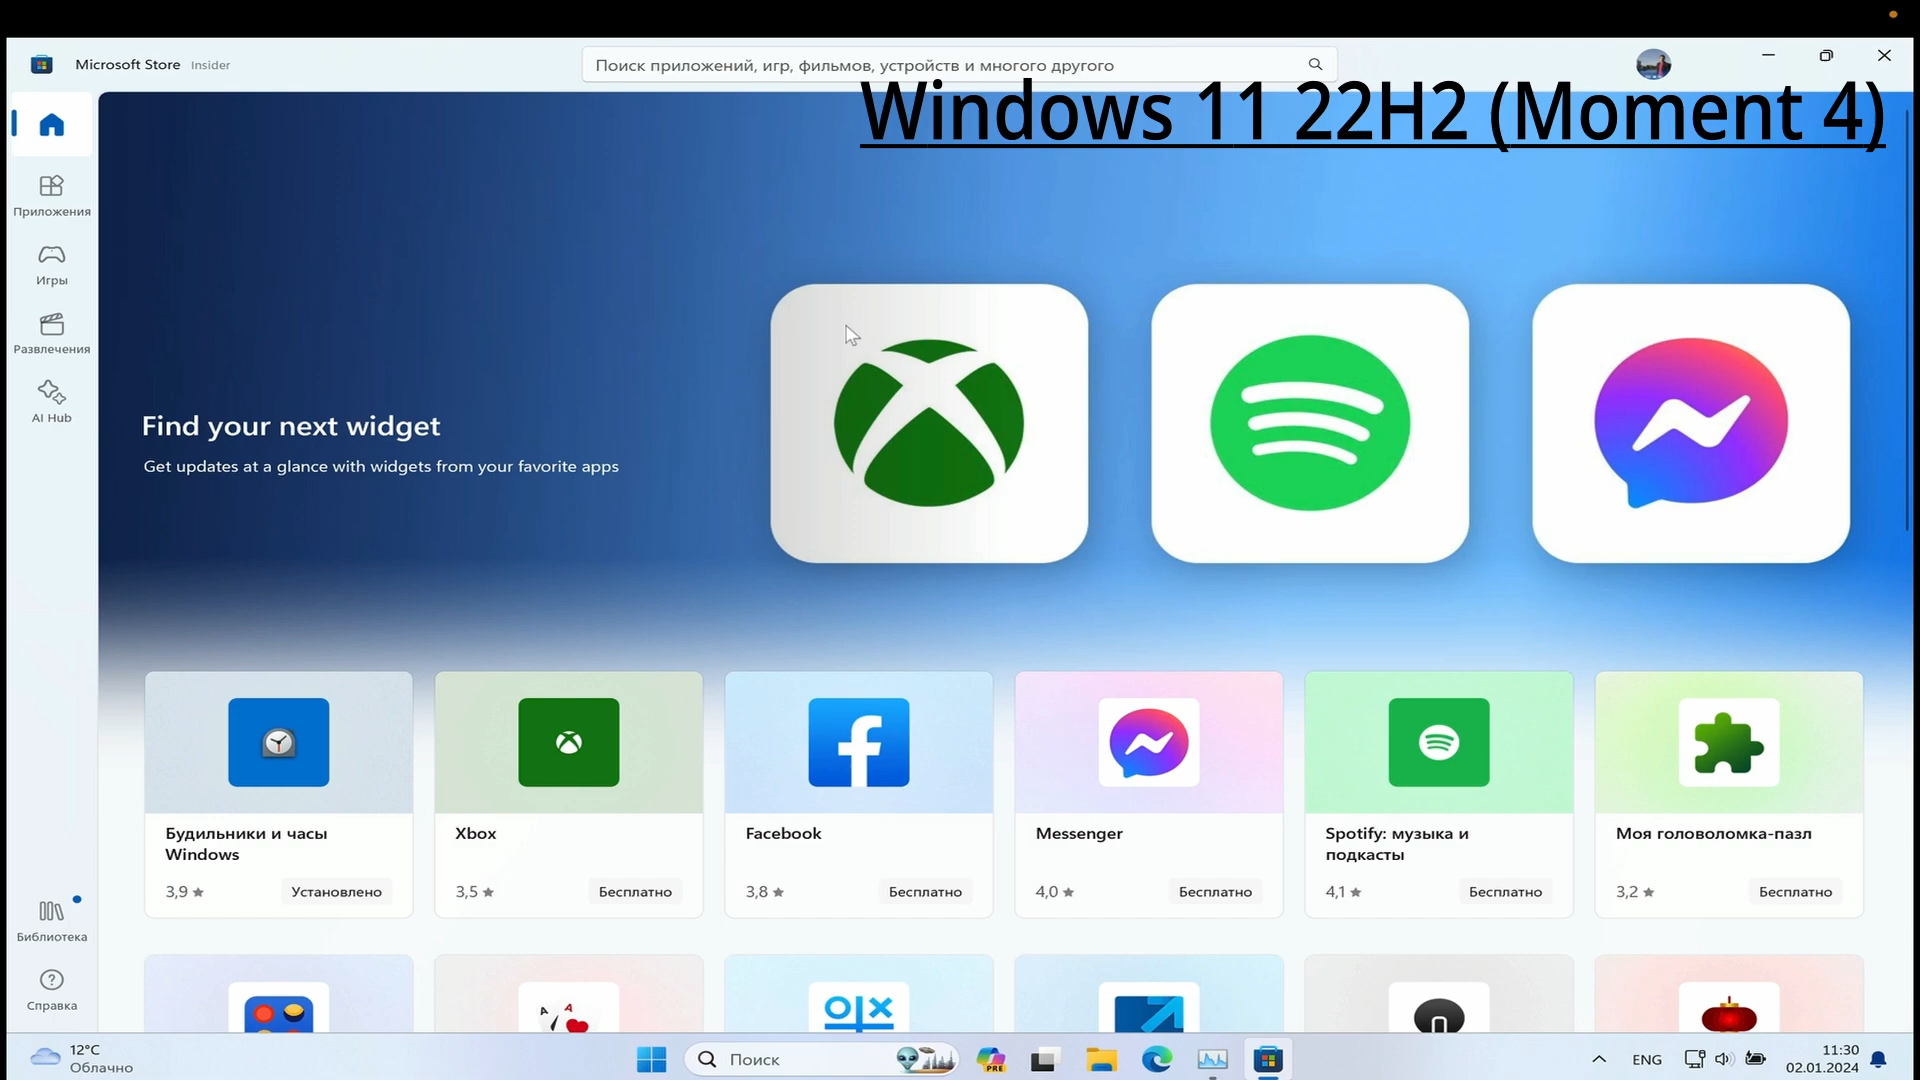 Microsoft Store Insider
Поиск приложений, игр, фильмов, устройств и многого другого
Windows 11 22H2 (Moment 4)
Приложения
Игры
Развлечения
AI Hub
Find your next widget
Get updates at a glance with widgets from your favorite apps
Будильники и часы
Windows
3,9
Установлено
Xbox
3,5
Бесплатно
Facebook
3,8
Бесплатно
Messenger
4,0
Бесплатно
Spotify: музыка и
подкасты
4,1
Бесплатно
Моя головоломка-пазл
3,2
Бесплатно
Библиотека
Справка
A A
12°C
Облачно
Поиск
PRE
ENG
11:30
02.01.2024